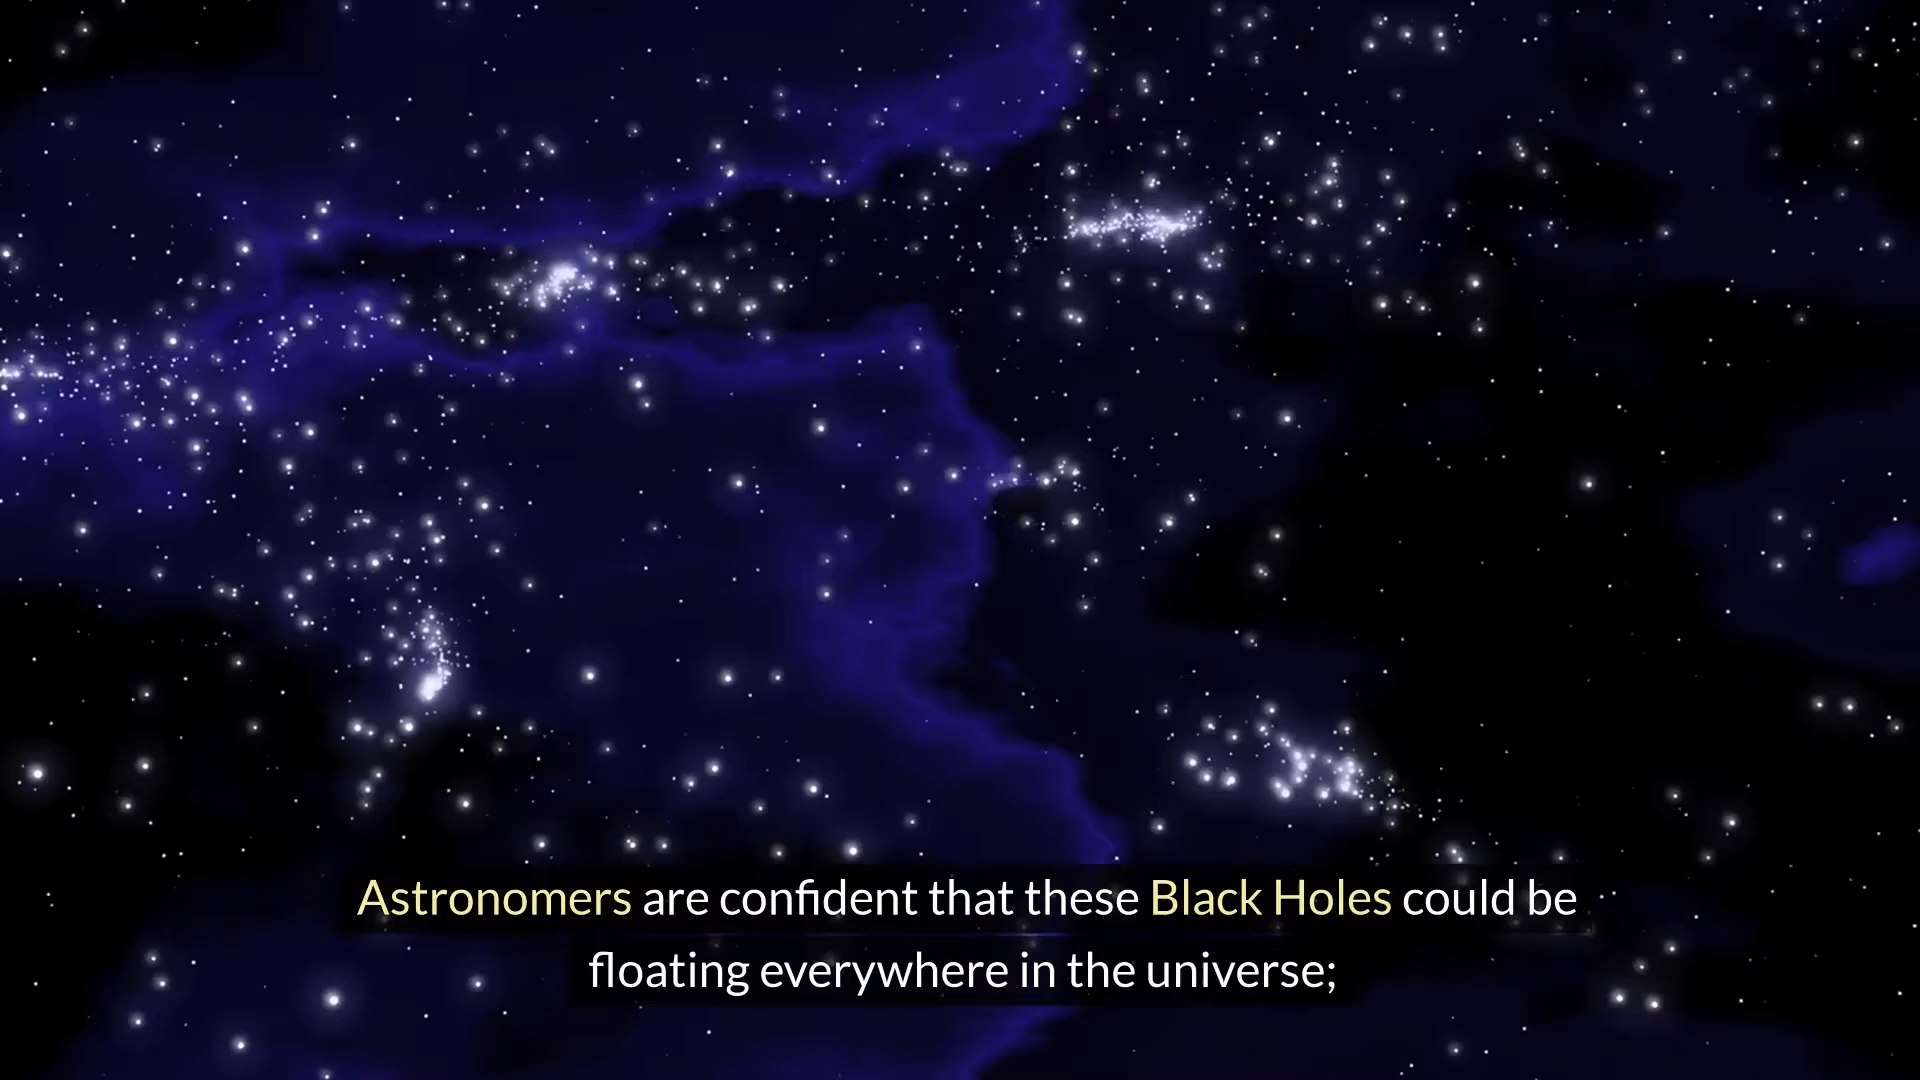 Astronomers are confident that these Black Holes could be
floating everywhere in the universe;